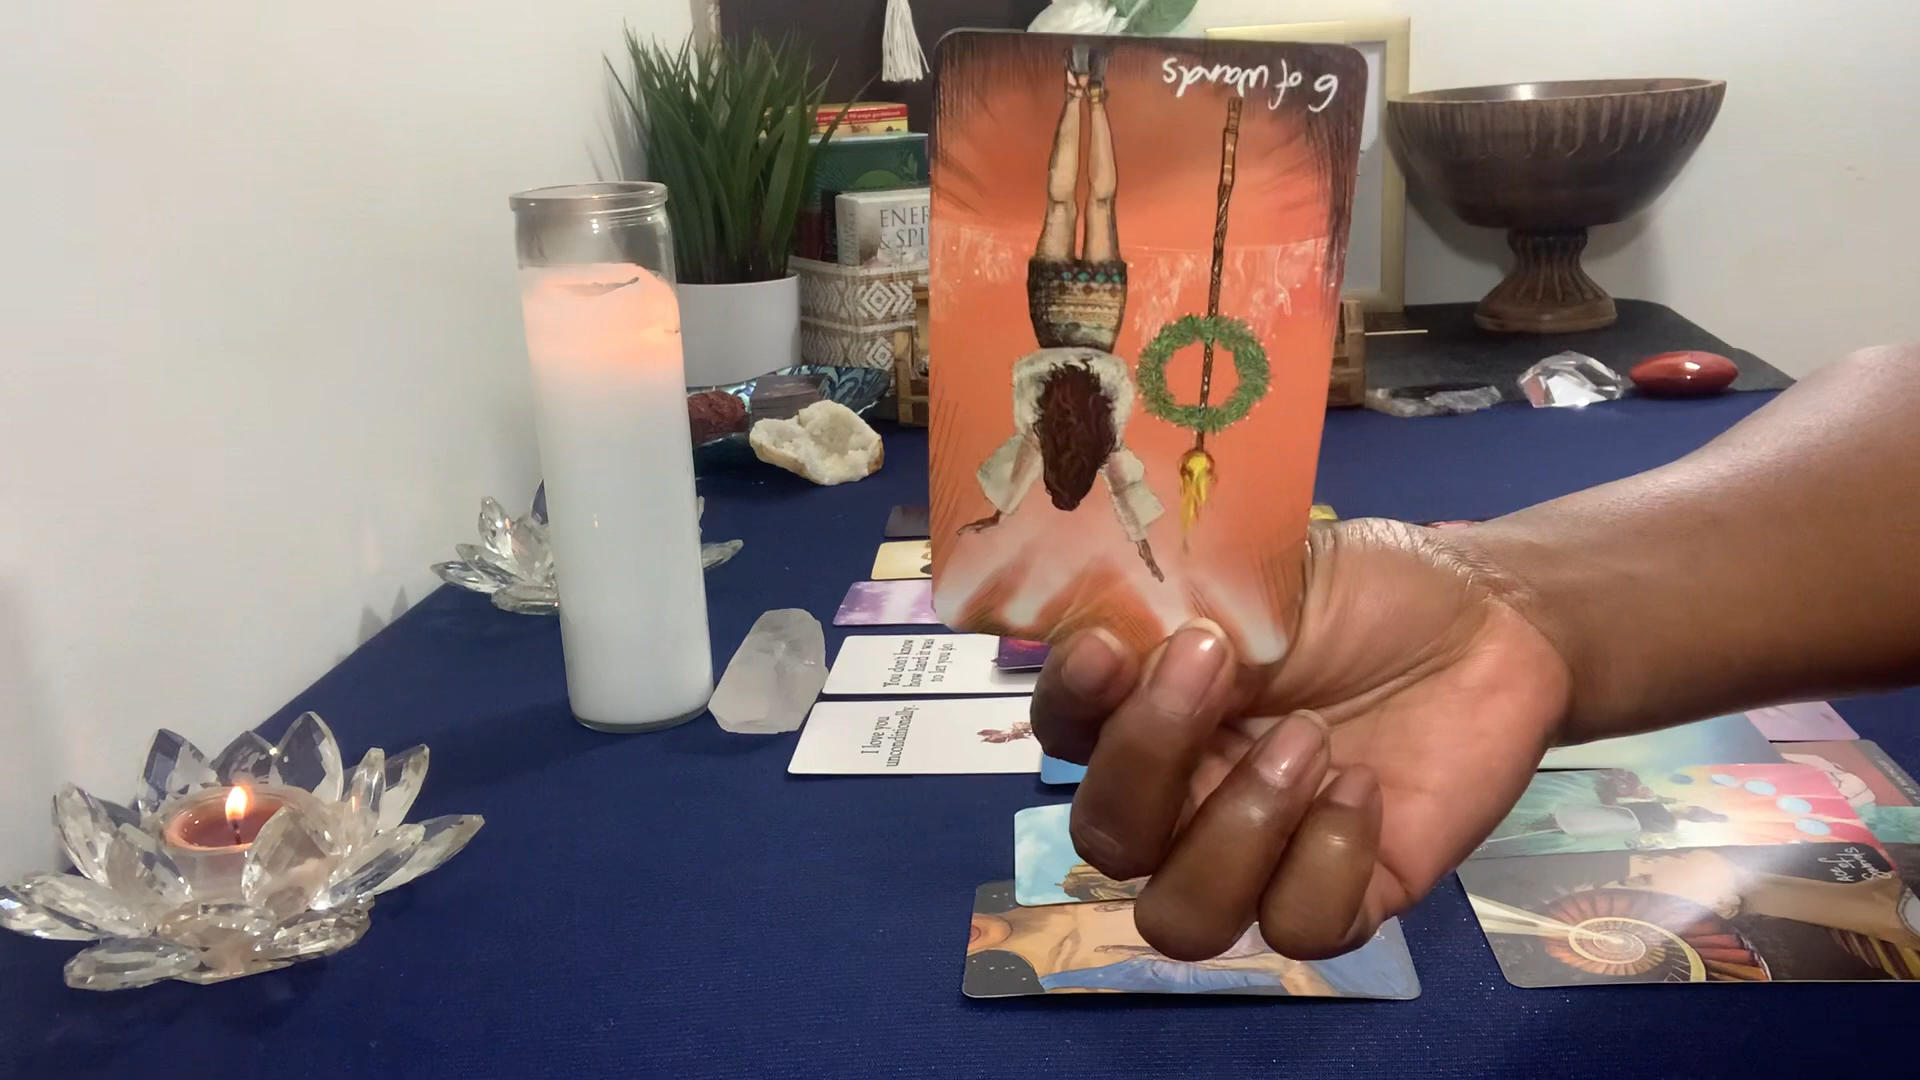 6 of wands
ENER
& SPI
You don't know
how hard it was
to let you go.
I love you
unconditionally.